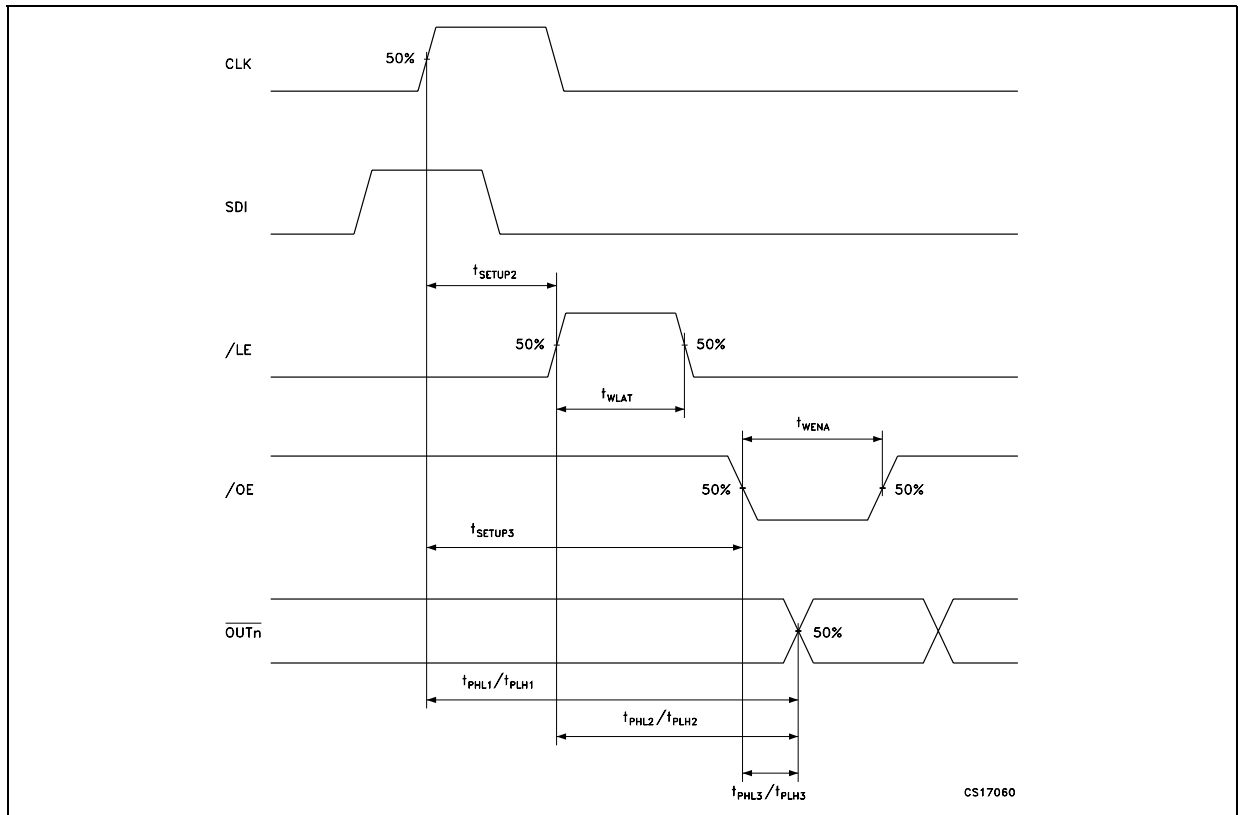 CLK
50%
SDI
tSETUP2
/LE
50%
50%
tWLAT
tWENA
/OE
50%
50%
tSETUP3
OUTn
50%
tPHL1/tPLH1
tPHL2/tPLH2
tPHL3/tPLH3
CS17060